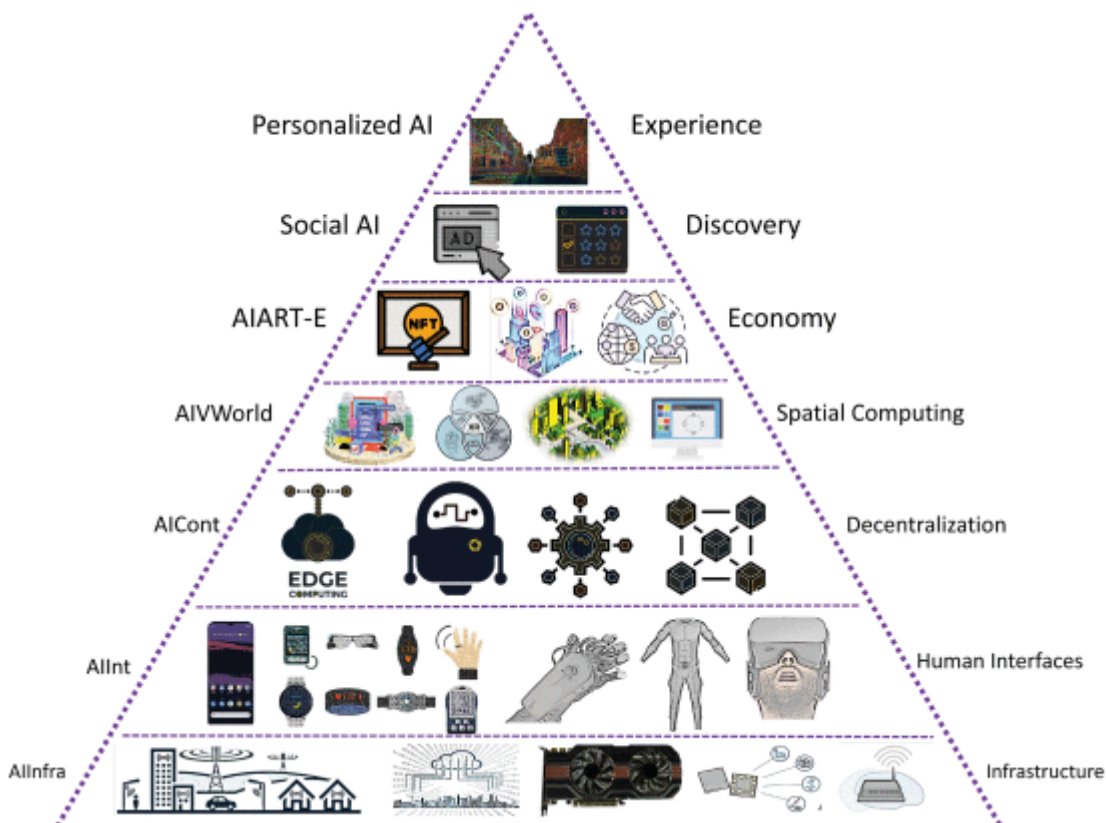 Personalized AI
Experience
Social AI
AD
Discovery
AIART-E
NFT
Economy
AIVWorld
Spatial Computing
AICont
EDGE
COMPUTING
Decentralization
AIInt
Human Interfaces
AIInfra
Infrastructure